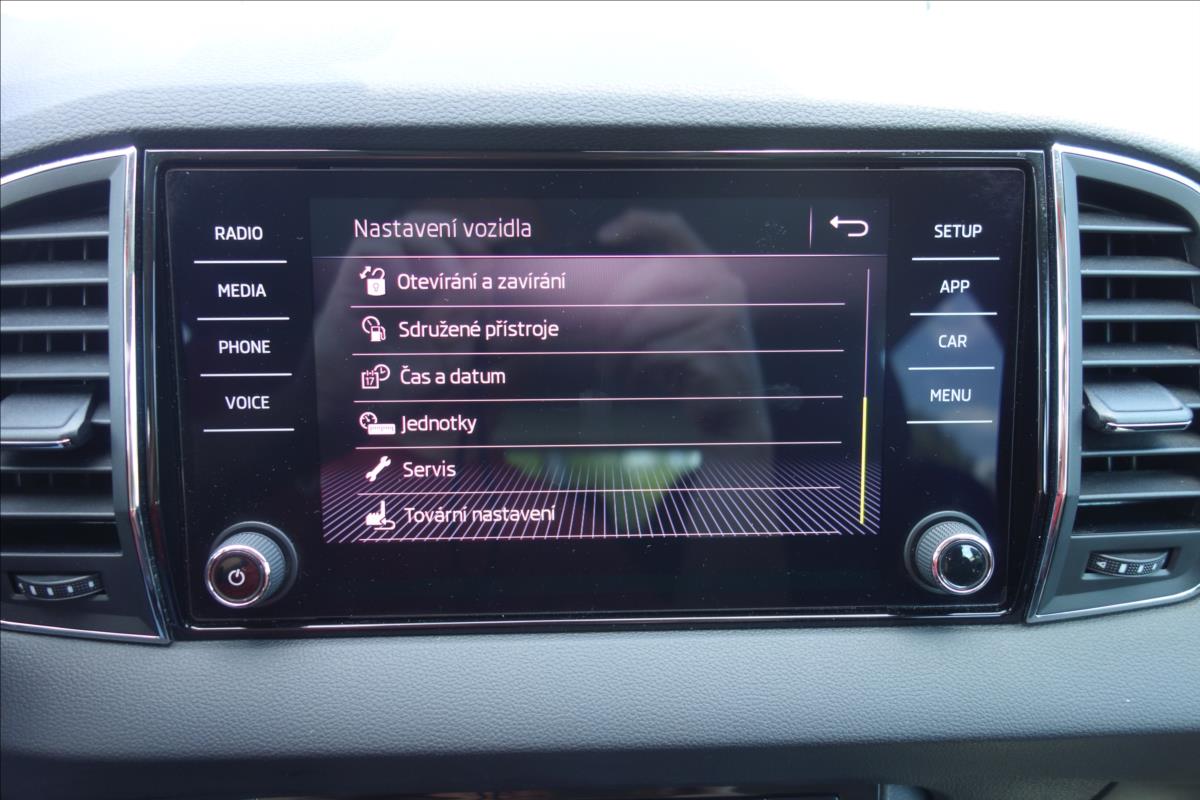 RADIO
MEDIA
PHONE
VOICE
Nastavení vozidla
Otevírání a zavírání
Sdružené přístroje
17
Čas a datum
Jednotky
Servis
Tovární nastavení
SETUP
APP
CAR
MENU